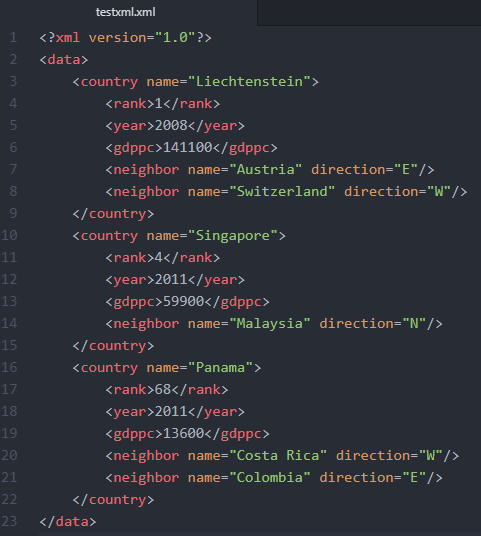 testxml.xml
1 <?xml version="1.0"?>
2 <data>
3     <country name="Liechtenstein">
4         <rank>1</rank>
5         <year>2008</year>
6         <gdppc>141100</gdppc>
7         <neighbor name="Austria" direction="E"/>
8         <neighbor name="Switzerland" direction="W"/>
9     </country>
10     <country name="Singapore">
11         <rank>4</rank>
12         <year>2011</year>
13         <gdppc>59900</gdppc>
14         <neighbor name="Malaysia" direction="N"/>
15     </country>
16     <country name="Panama">
17         <rank>68</rank>
18         <year>2011</year>
19         <gdppc>13600</gdppc>
20         <neighbor name="Costa Rica" direction="W"/>
21         <neighbor name="Colombia" direction="E"/>
22     </country>
23 </data>